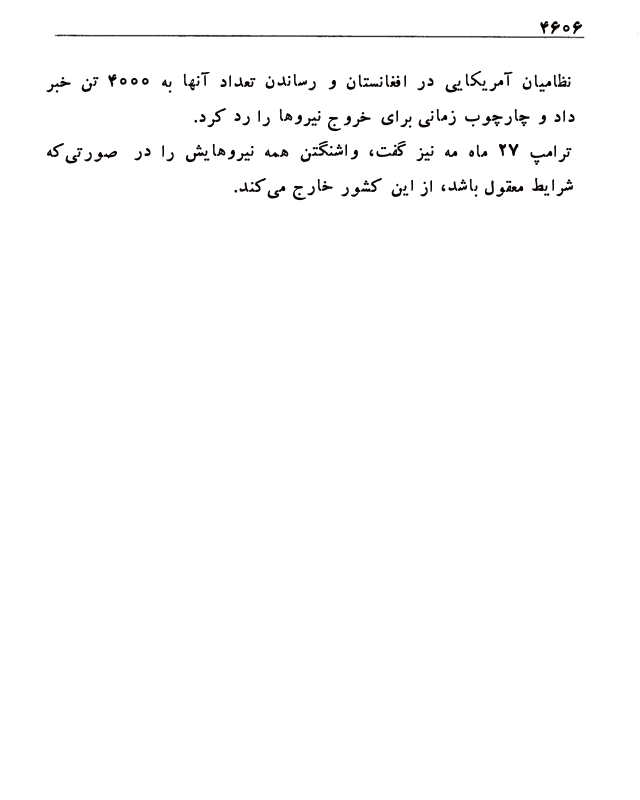 ۴۶۰۶
نظامیان آمریکایی در افغانستان و رساندن تعداد آنها به ۴۰۰۰ تن خبر
داد و چارچوب زمانی برای خروج نیروها را رد کرد.
ترامپ ۲۷ ماه مه نیز گفت، واشنگتن همه نیروهایش را در صورتی‌که
شرایط معقول باشد، از این کشور خارج می‌کند.